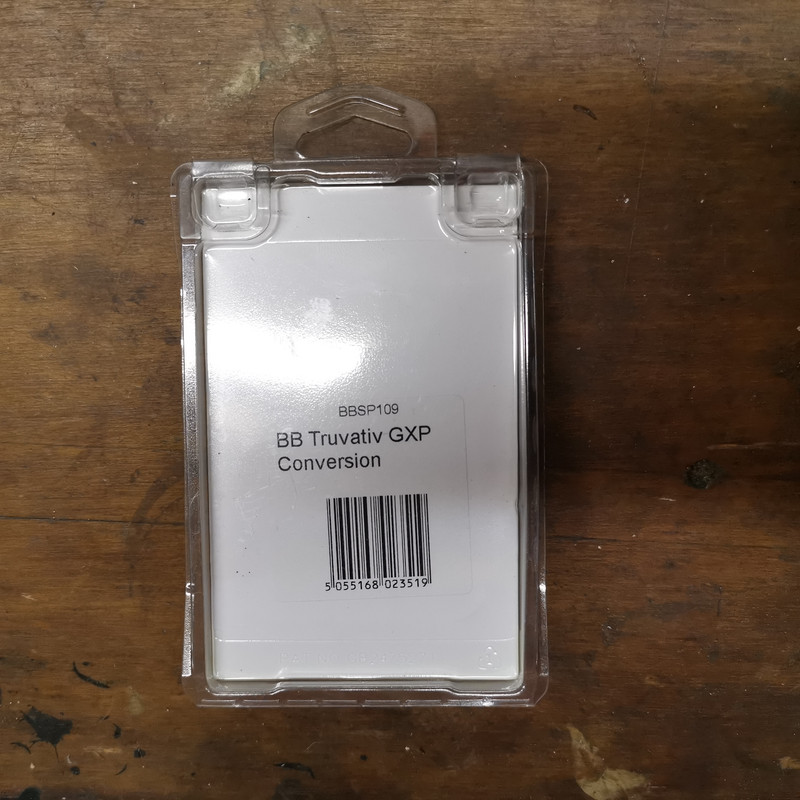 BBSP109
BB Truvativ GXP
Conversion
5 055168 023519